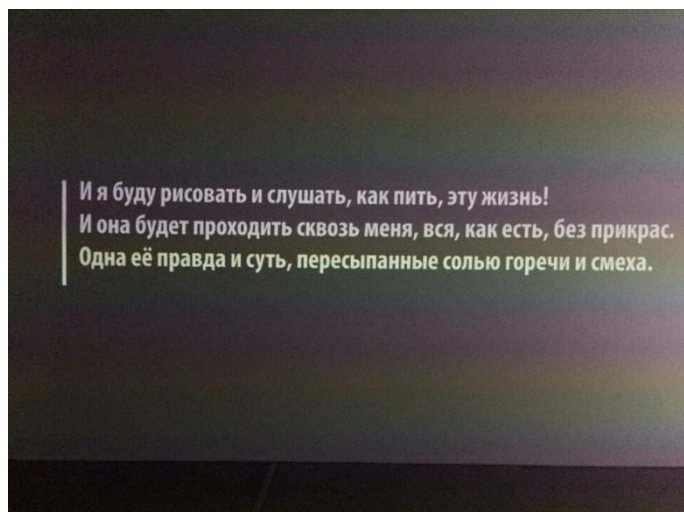 И я буду рисовать и слушать, как пить, эту жизнь!
И она будет проходить сквозь меня, вся, как есть, без прикрас.
Одна её правда и суть, пересыпанные солью горечи и смеха.